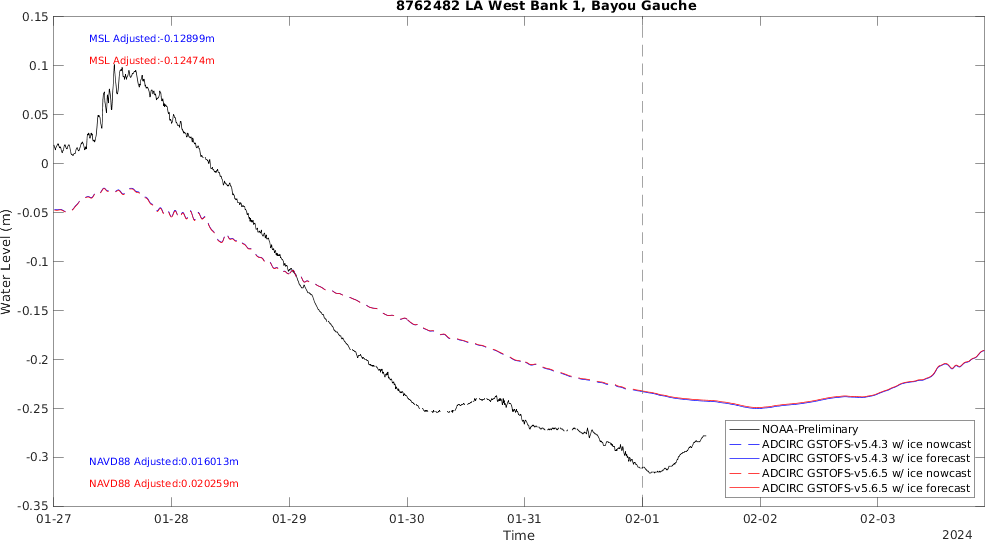 8762482 LA West Bank 1, Bayou Gauche
MSL Adjusted:-0.12899m
MSL Adjusted:-0.12474m
0.15
0.1
0.05
0
-0.05
-0.1
-0.15
-0.2
-0.25
-0.3
-0.35
Water Level (m)
NOAA-Preliminary
ADCIRC GSTOFS-v5.4.3 w/ ice nowcast
ADCIRC GSTOFS-v5.4.3 w/ ice forecast
ADCIRC GSTOFS-v5.6.5 w/ ice nowcast
ADCIRC GSTOFS-v5.6.5 w/ ice forecast
NAVD88 Adjusted:0.016013m
NAVD88 Adjusted:0.020259m
01-27 01-28 01-29 01-30 01-31 02-01 02-02 02-03
Time
2024